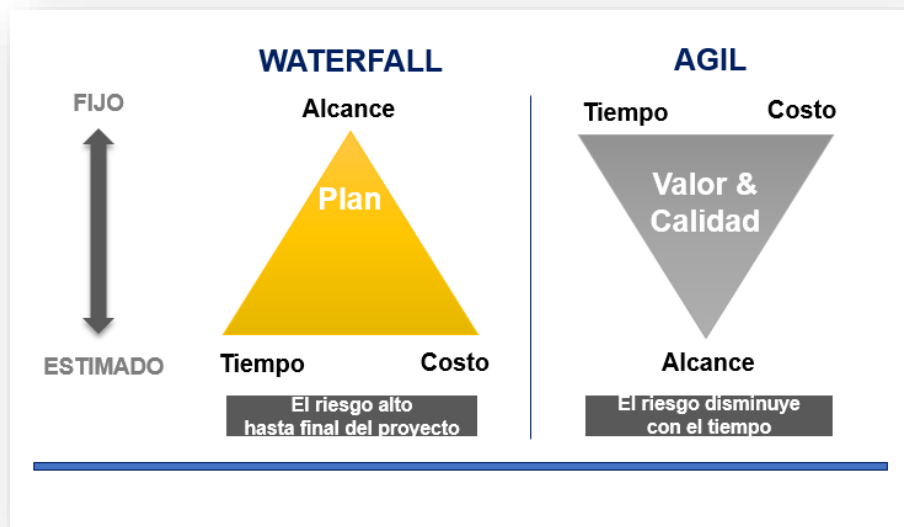 WATERFALL
AGIL
FIJO
Alcance
Tiempo
Costo
Plan
Valor &
Calidad
ESTIMADO
Tiempo
Costo
Alcance
El riesgo alto
hasta final del proyecto
El riesgo disminuye
con el tiempo